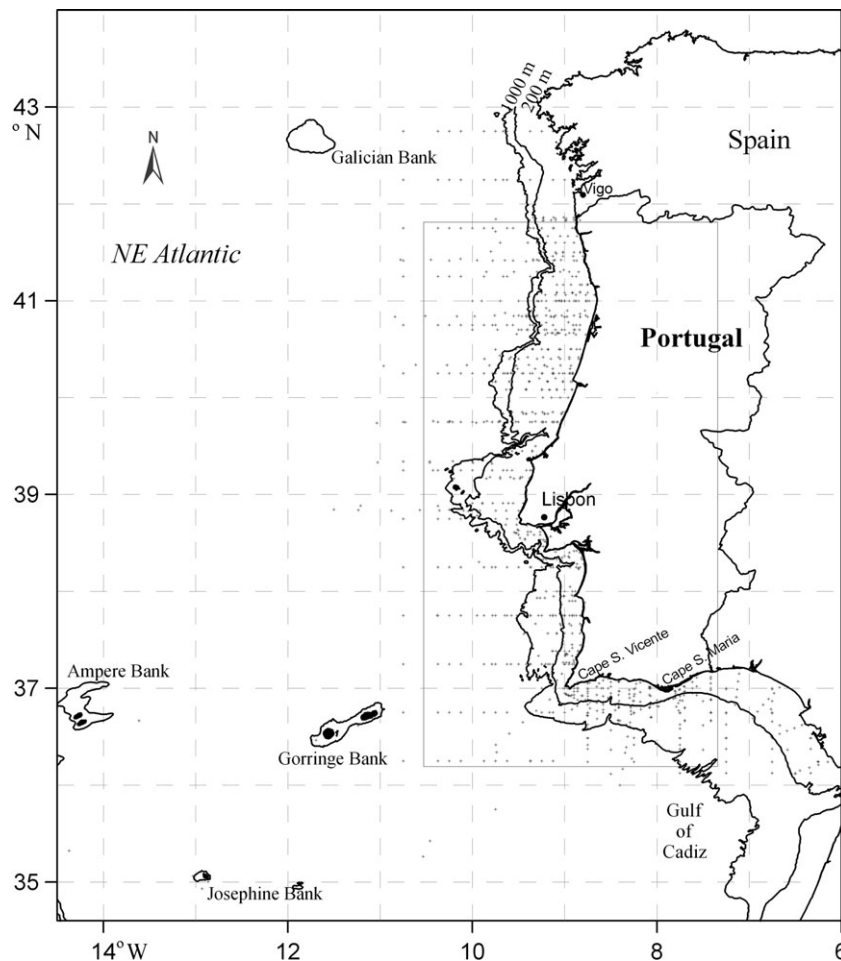 1000 m
200 m
43
° N
N
Galician Bank
Spain
Vigo
NE Atlantic
41
Portugal
39
Lisbon
Cape S. Vicente
Cape S. Maria
Ampere Bank
37
Gorringe Bank
Gulf
of
Cadiz
35
Josephine Bank
14°W
12
10
8
6